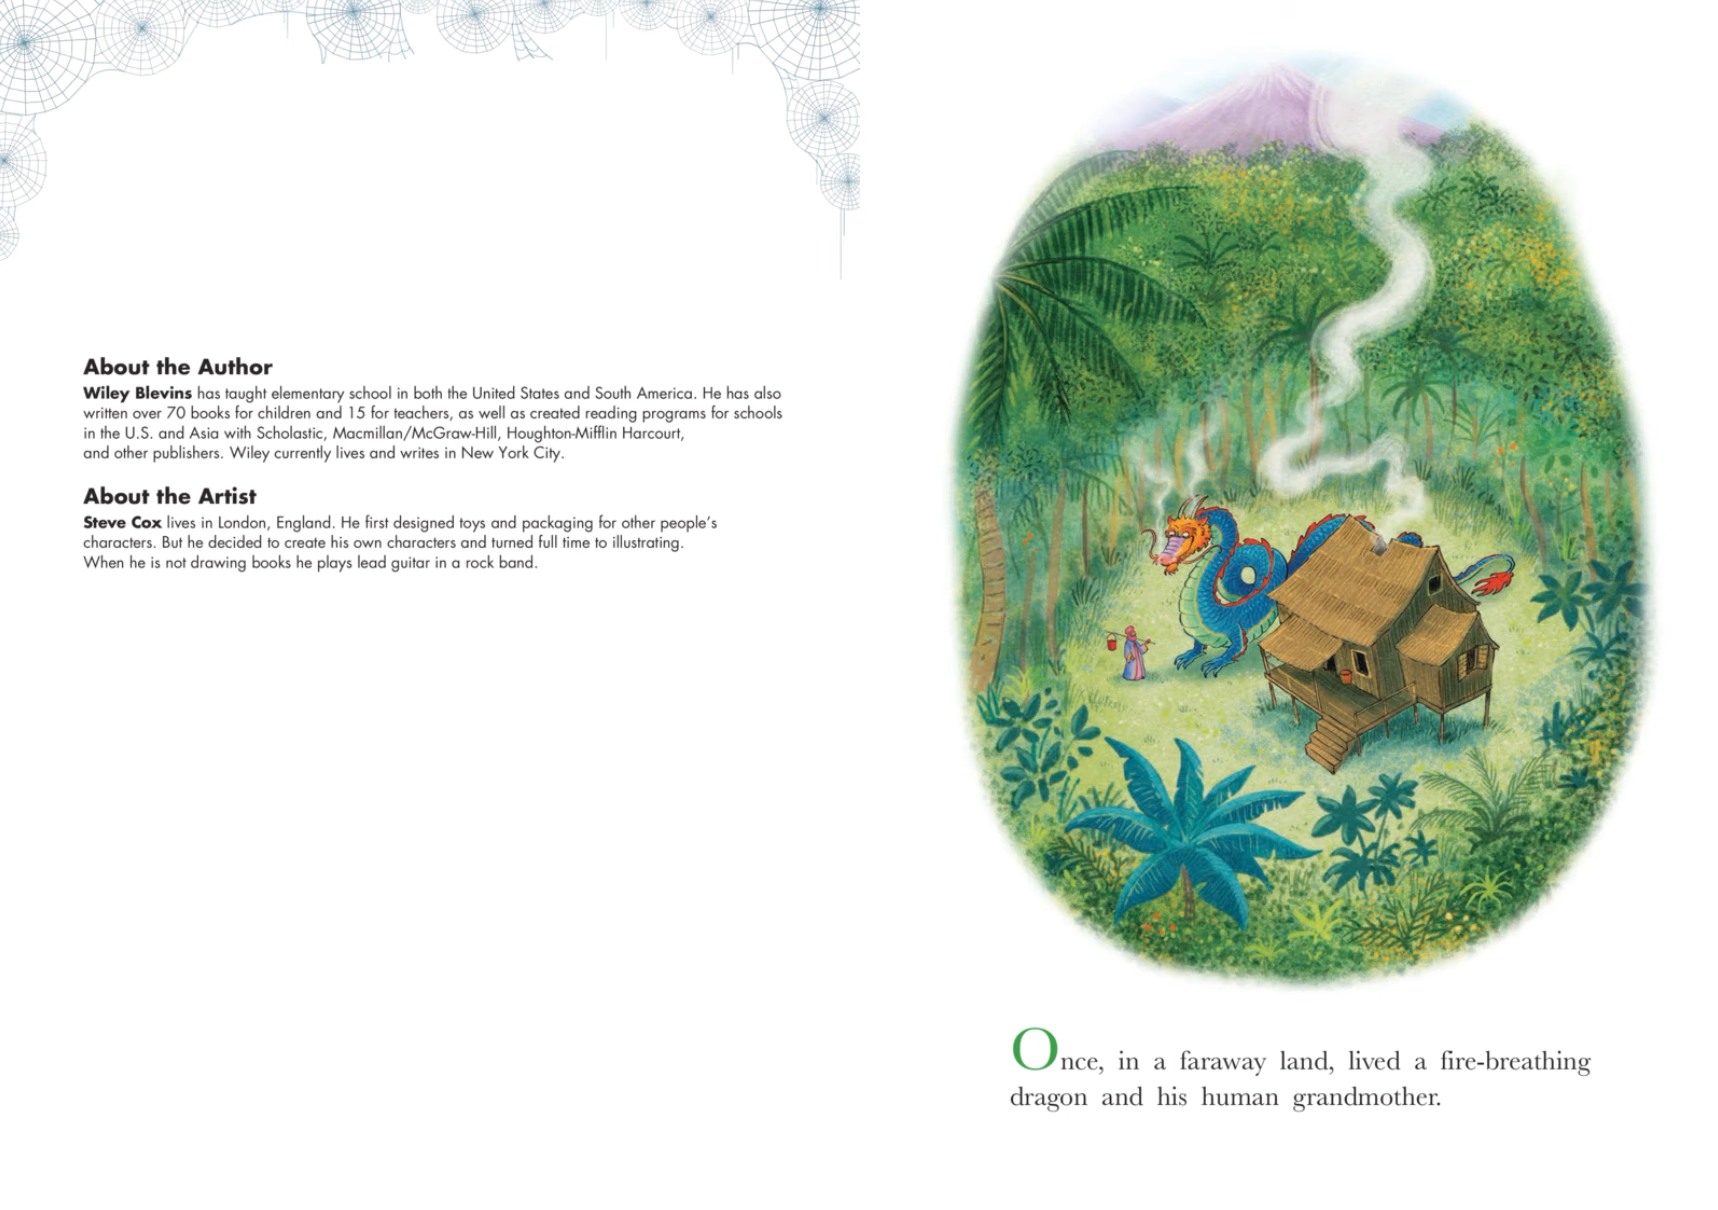 About the Author
Wiley Blevins has taught elementary school in both the United States and South America. He has also
written over 70 books for children and 15 for teachers, as well as created reading programs for schools
in the U.S. and Asia with Scholastic, Macmillan/McGraw-Hill, Houghton-Mifflin Harcourt,
and other publishers. Wiley currently lives and writes in New York City.
About the Artist
Steve Cox lives in London, England. He first designed toys and packaging for other people’s
characters. But he decided to create his own characters and turned full time to illustrating.
When he is not drawing books he plays lead guitar in a rock band.
Once, in a faraway land, lived a fire-breathing
dragon and his human grandmother.